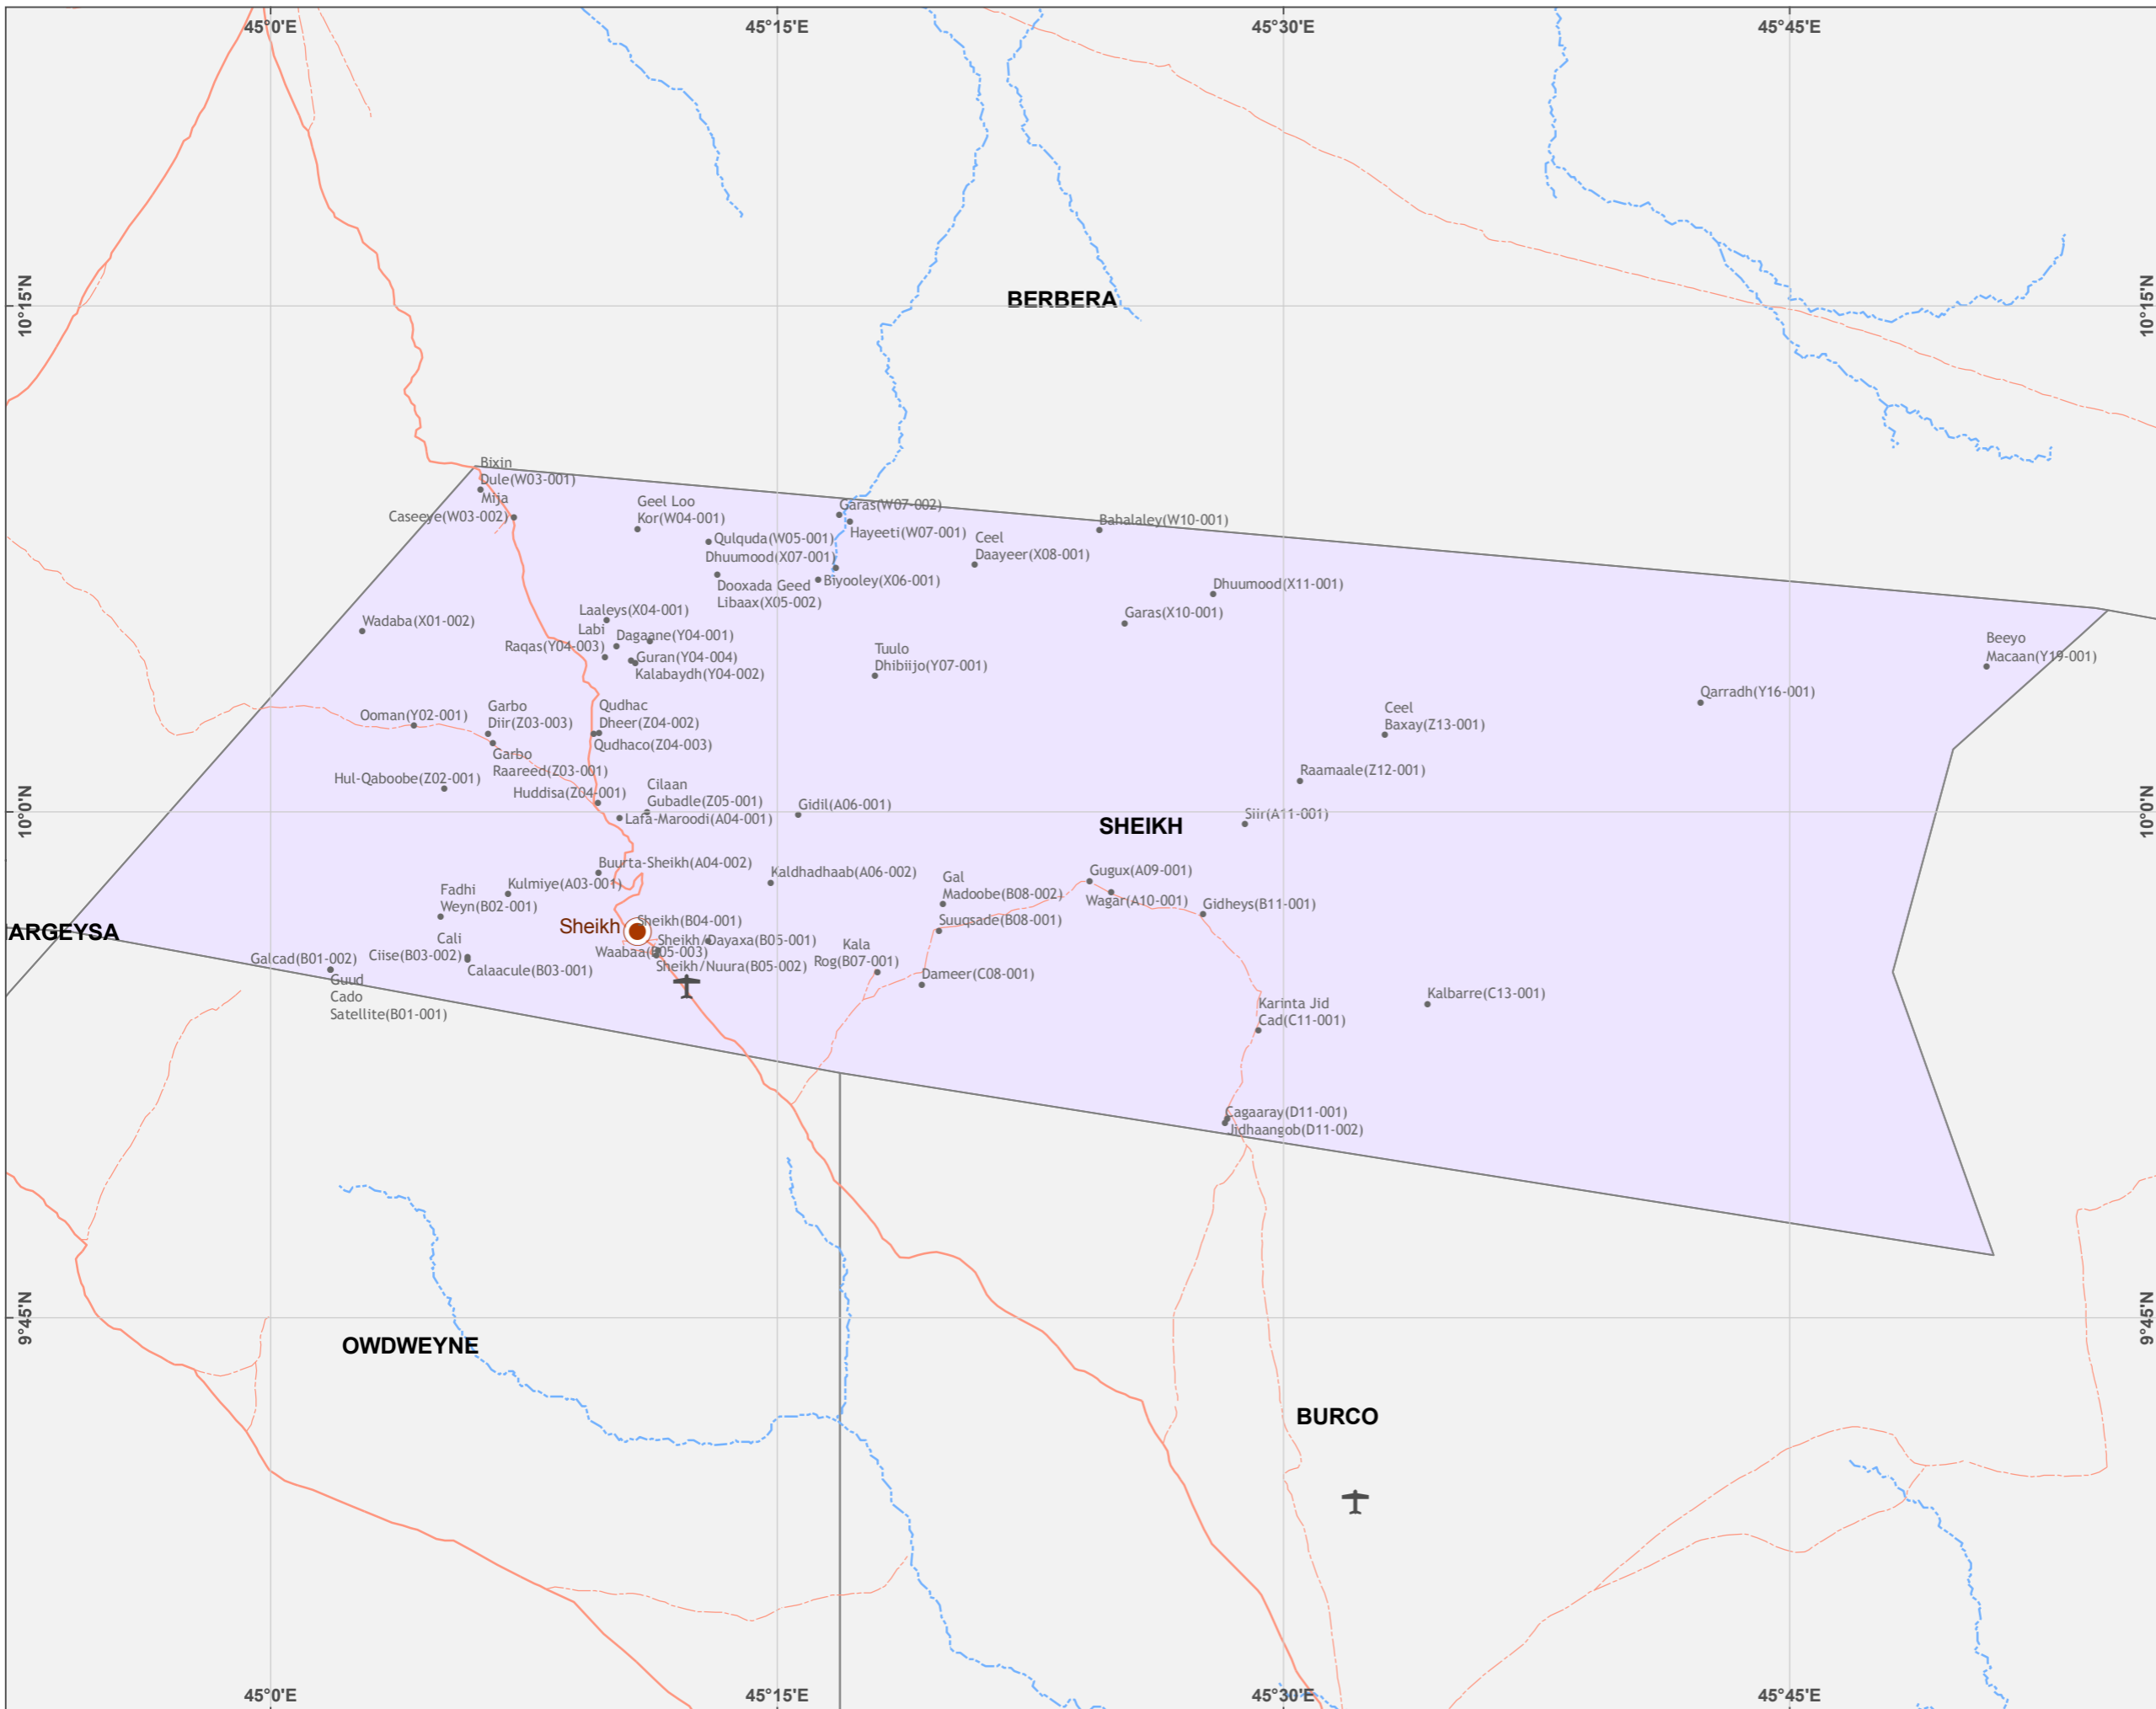 45°0'E
45°15'E
45°30'E
45°45'E
10°15'N
10°15'N
BERBERA
Bixin
Dule(W03-001)
Mija
Caseeye(W03-002)
Geel Loo
Kor(W04-001)
Garas(W07-002)
Hayeeti(W07-001)
Bahalaley(W10-001)
Qulquda(W05-001)
Dhuumood(X07-001)
Ceel
Daayeer(X08-001)
Biyooley(X06-001)
Dooxada Geed
Libaax(X05-002)
Dhuumood(X11-001)
Garas(X10-001)
Laaleys(X04-001)
Wadaba(X01-002)
Labi
Raqas(Y04-003)
Dagaane(Y04-001)
Guran(Y04-004)
Kalabaydh(Y04-002)
Tuulo
Dhibiijo(Y07-001)
Beeyo
Macaan(Y19-001)
Qarradh(Y16-001)
Ooman(Y02-001)
Garbo
Diir(Z03-003)
Qudhac
Dheer(Z04-002)
Qudhaco(Z04-003)
Ceel
Baxay(Z13-001)
Garbo
Raareed(Z03-001)
Hul-Qaboobe(Z02-001)
Raamaale(Z12-001)
Huddisa(Z04-001)
Cilaan
Gubadle(Z05-001)
Lafa-Maroodi(A04-001)
Gidil(A06-001)
Siir(A11-001)
10°0'N
10°0'N
SHEIKH
Buurta-Sheikh(A04-002)
Kaldhadhaab(A06-002)
Gugux(A09-001)
Kulmiye(A03-001)
Fadhi
Weyn(B02-001)
Gal
Madoobe(B08-002)
Wagar(A10-001)
Gidheys(B11-001)
Sheikh
Sheikh(B04-001)
Suuqsade(B08-001)
ARGEYSA
Cali
Ciise(B03-002)
Calaacule(B03-001)
Sheikh/Dayaxa(B05-001)
Waabaa(B05-003)
Sheikh/Nuura(B05-002)
Kala
Rog(B07-001)
Dameer(C08-001)
Galcad(B01-002)
Guud
Cado
Satellite(B01-001)
Kalbarre(C13-001)
Karinta Jid
Cad(C11-001)
Cagaaray(D11-001)
Jidhaangob(D11-002)
9°45'N
9°45'N
OWDWEYNE
BURCO
45°0'E
45°15'E
45°30'E
45°45'E